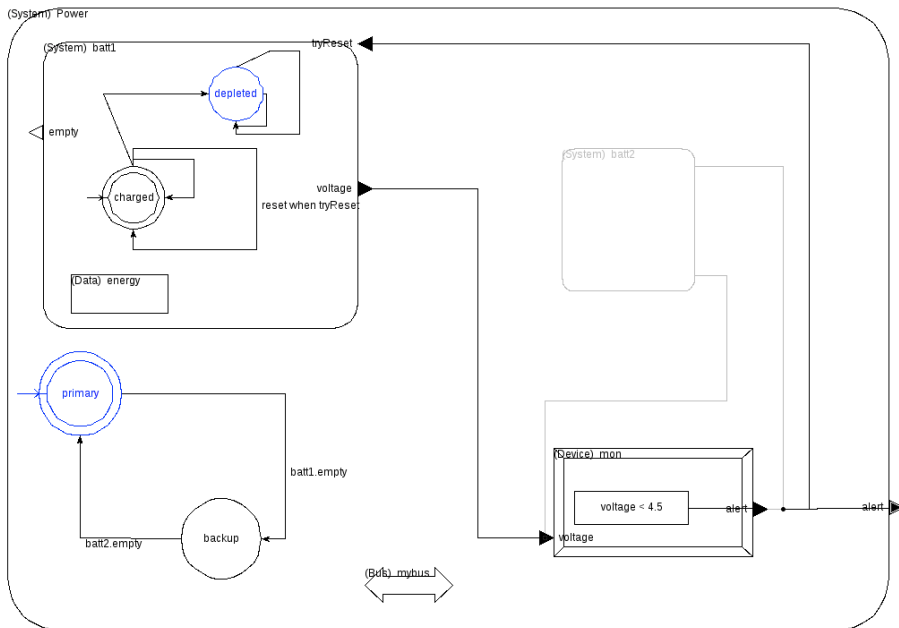 (System) Power
(System) batt1
tryReset
depleted
empty
(System) batt2
charged
voltage
reset when tryReset
(Data) energy
primary
batt1.empty
(Device) mon
voltage < 4.5
alert
alert
backup
batt2.empty
voltage
(Bus) mybus